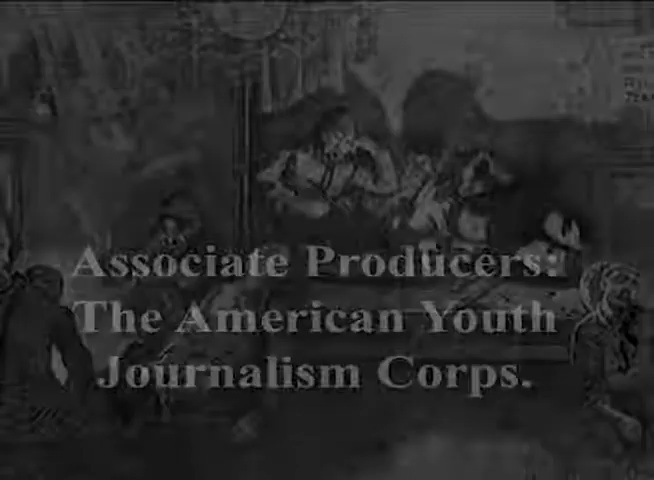 Associate Producers:
The American Youth
Journalism Corps.